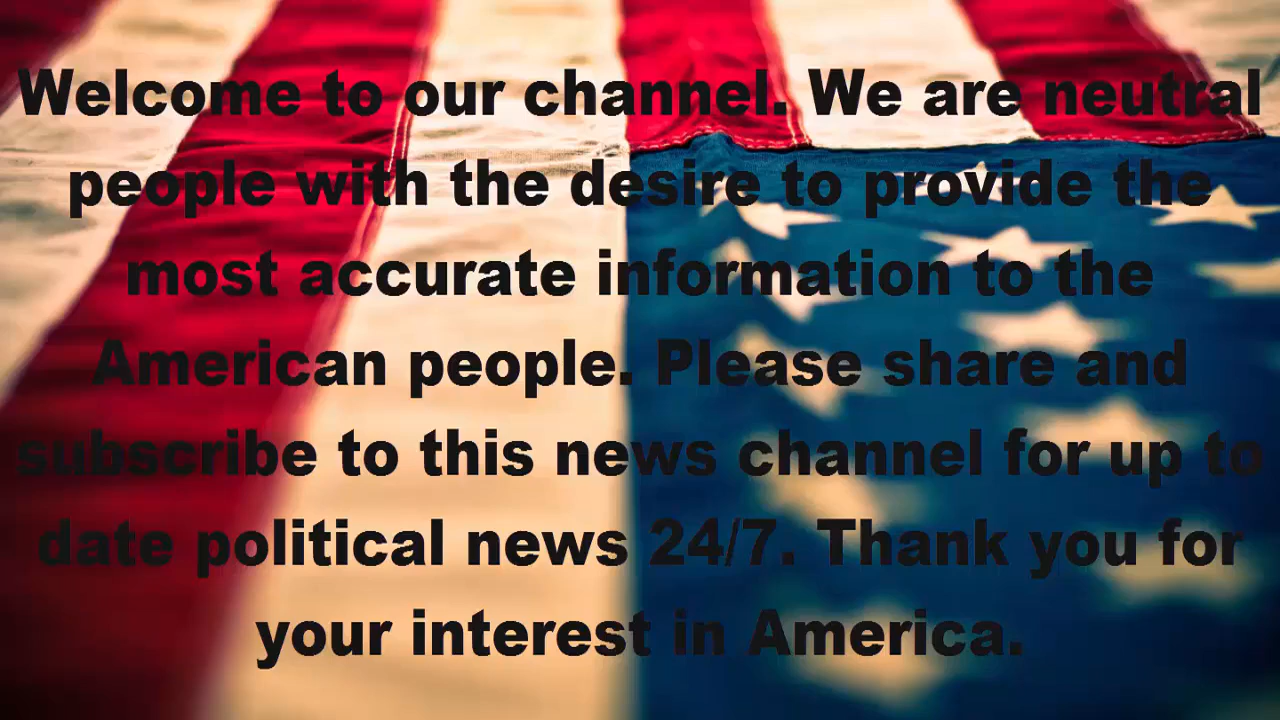 Welcome to our channel. We are neutral
people with the desire to provide the
most accurate information to the
American people. Please share and
subscribe to this news channel for up to
date political news 24/7. Thank you for
your interest in America.